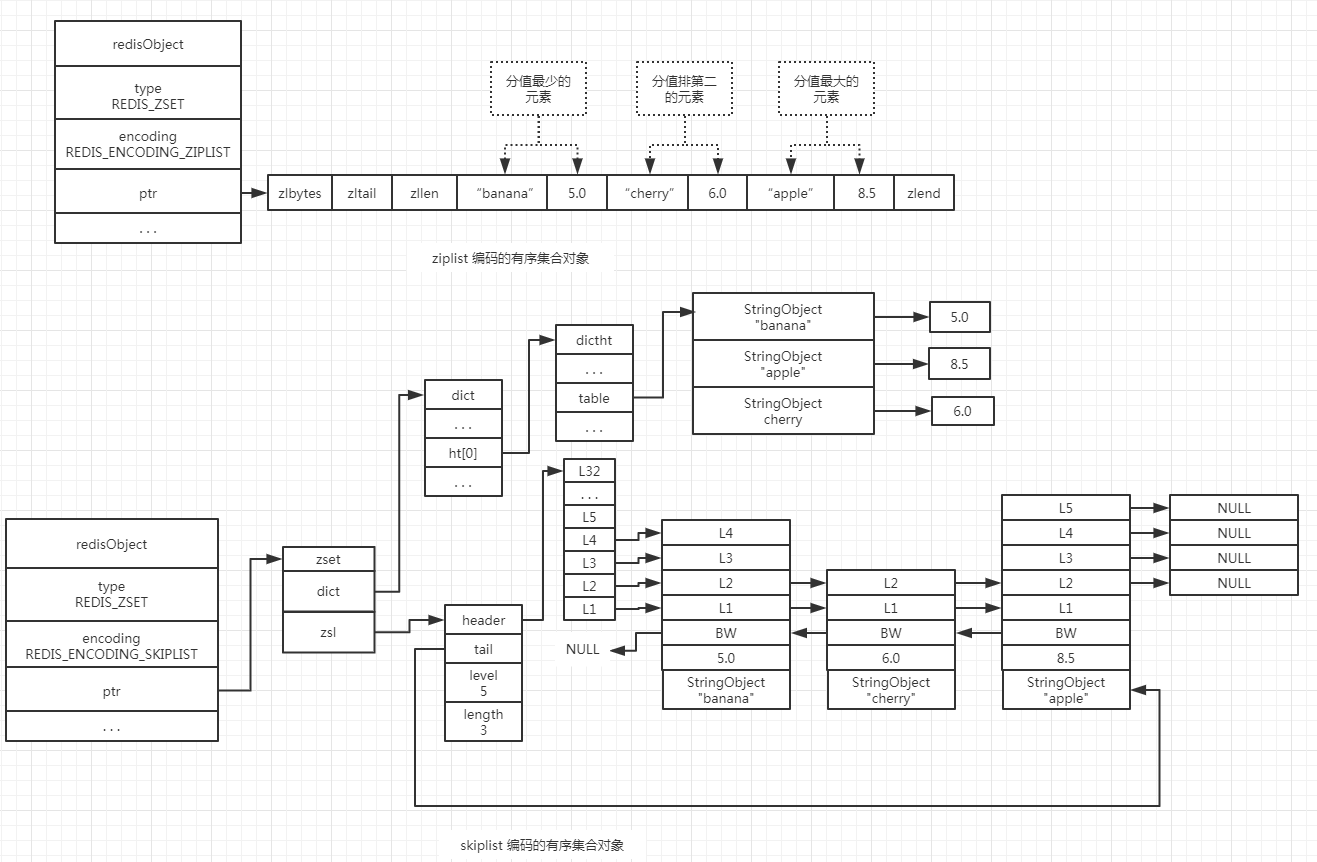 redisObject
type
REDIS_ZSET
encoding
REDIS_ENCODING_ZIPLIST
ptr
...
分值最少的
元素
分值排第二
的元素
分值最大的
元素
zlbytes
zltail
zllen
“banana”
5.0
“cherry”
6.0
“apple”
8.5
zlend
ziplist 编码的有序集合对象
redisObject
type
REDIS_ZSET
encoding
REDIS_ENCODING_SKIPLIST
ptr
...
zset
dict
zsl
dict
...
ht[0]
...
dictht
...
table
...
StringObject
"banana"
StringObject
"apple"
StringObject
cherry
5.0
8.5
6.0
header
tail
level
5
length
3
L32
...
L5
L4
L3
L2
L1
NULL
L4
L3
L2
L1
BW
5.0
StringObject
"banana"
L2
L1
BW
6.0
StringObject
"cherry"
L5
L4
L3
L2
L1
BW
8.5
StringObject
"apple"
NULL
NULL
NULL
NULL
skiplist 编码的有序集合对象